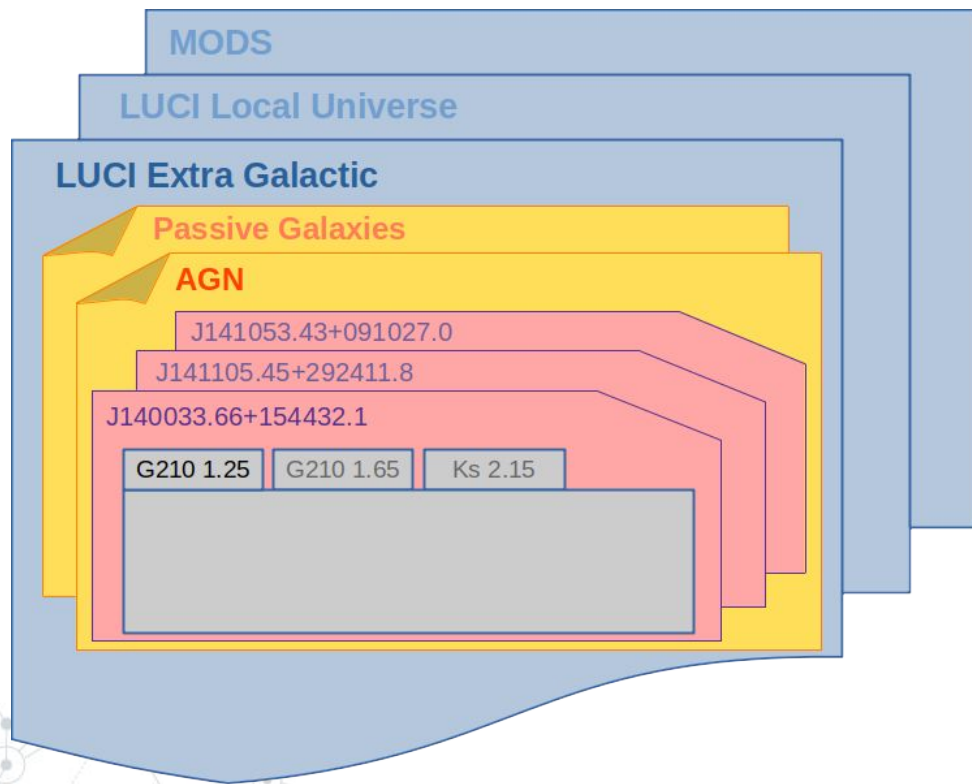 MODS
LUCI Local Universe
LUCI Extra Galactic
Passive Galaxies
AGN
J141053.43+091027.0
J141105.45+292411.8
J140033.66+154432.1
G210 1.25 G210 1.65 Ks 2.15